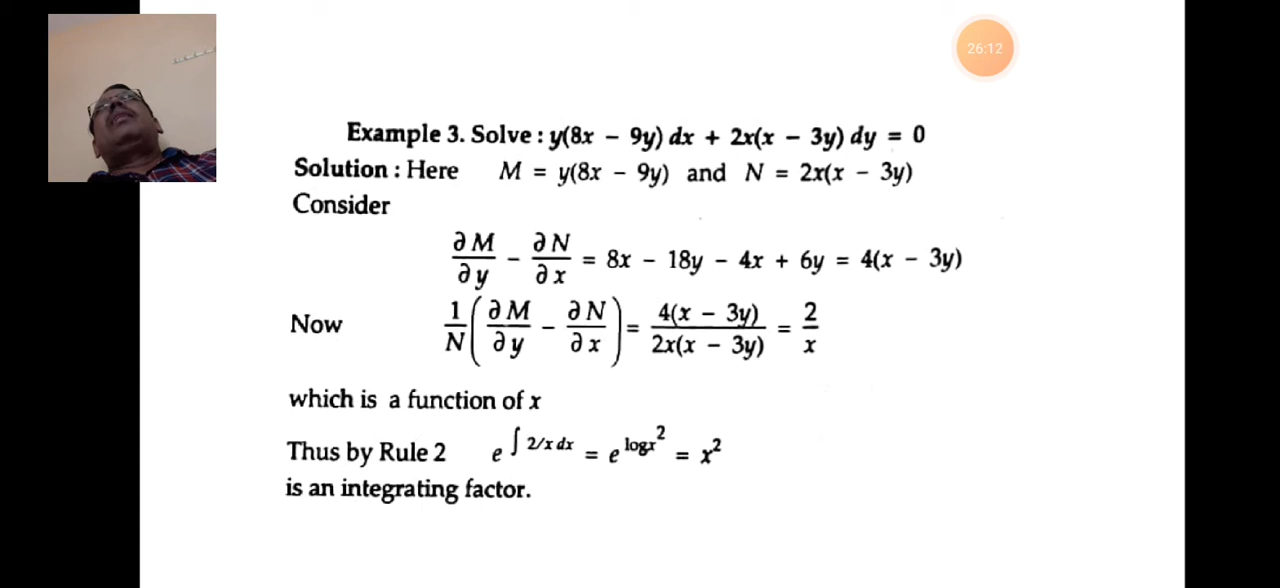 26:12
Example 3. Solve : y(8x − 9y) dx + 2x(x − 3y) dy = 0
Solution : Here M = y(8x − 9y) and N = 2x(x − 3y)
Consider
∂M/∂y − ∂N/∂x = 8x − 18y − 4x + 6y = 4(x − 3y)
Now 1/N (∂M/∂y − ∂N/∂x) = 4(x − 3y)/2x(x − 3y) = 2/x
which is a function of x
Thus by Rule 2 e^∫ 2/x dx = e^logx² = x²
is an integrating factor.